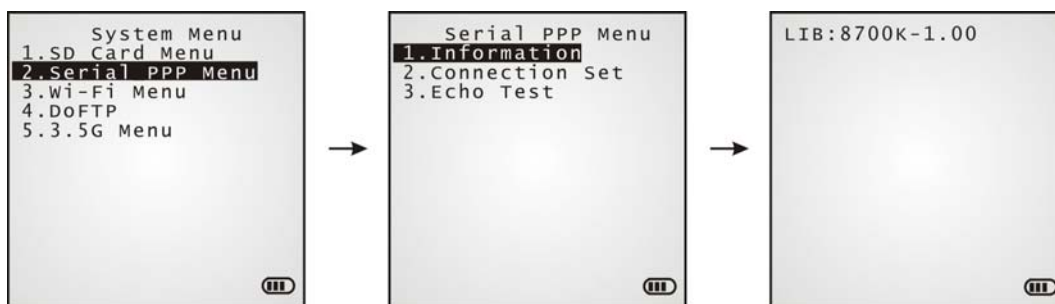 System Menu
1.SD Card Menu
2.Serial PPP Menu
3.Wi-Fi Menu
4.DoFTP
5.3.5G Menu
Serial PPP Menu
1.Information
2.Connection Set
3.Echo Test
LIB:8700K-1.00